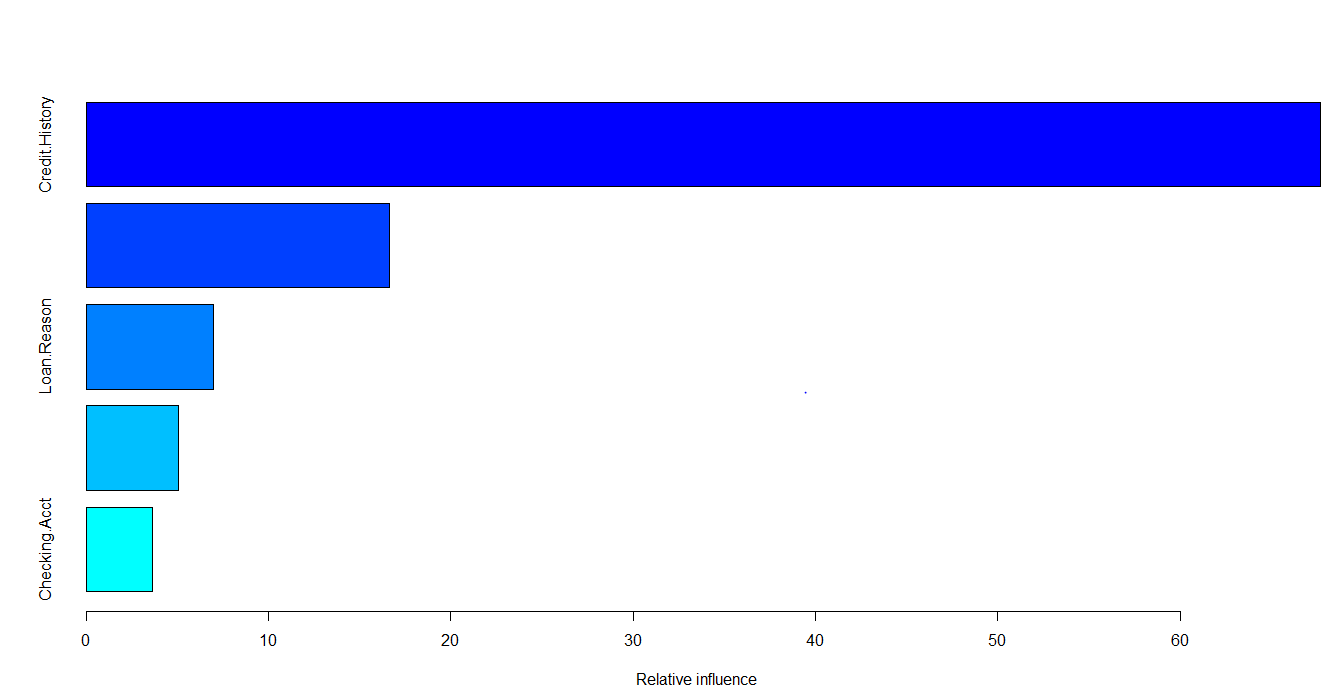 Credit.History
Loan.Reason
Checking.Acct
0 10 20 30 40 50 60
Relative influence